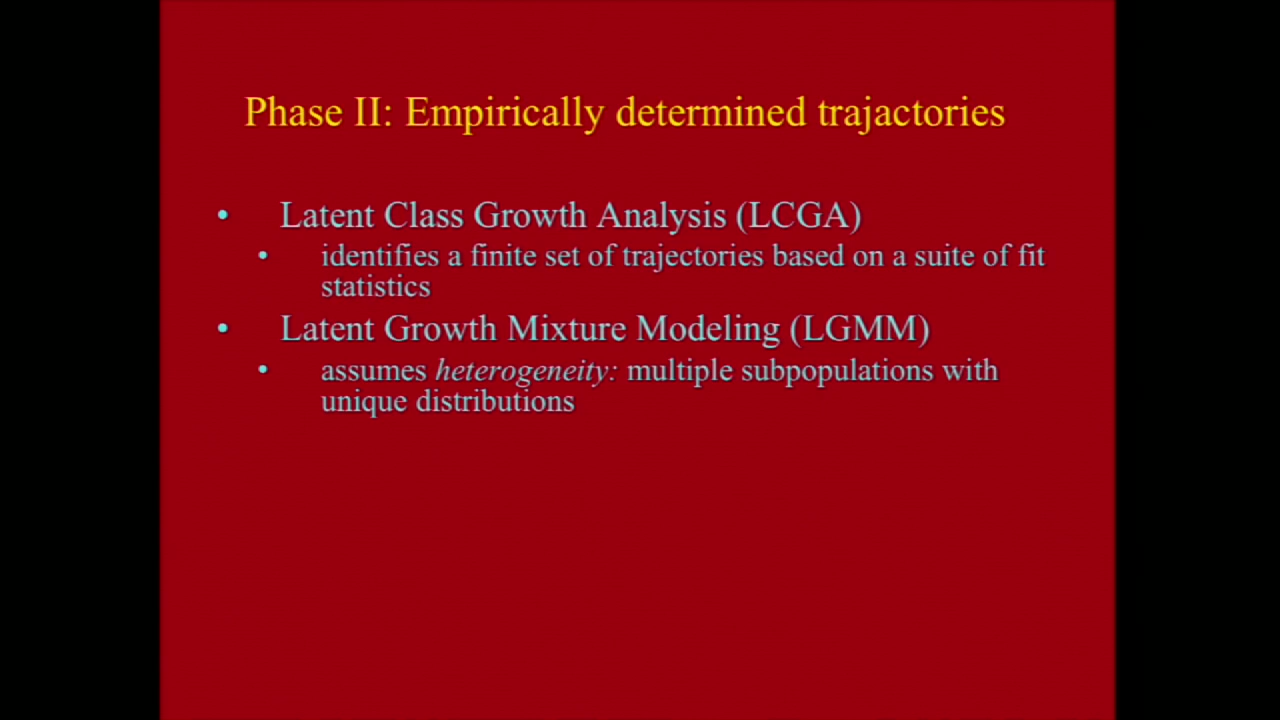 Phase II: Empirically determined trajactories
• Latent Class Growth Analysis (LCGA)
• identifies a finite set of trajectories based on a suite of fit
statistics
• Latent Growth Mixture Modeling (LGMM)
• assumes heterogeneity: multiple subpopulations with
unique distributions